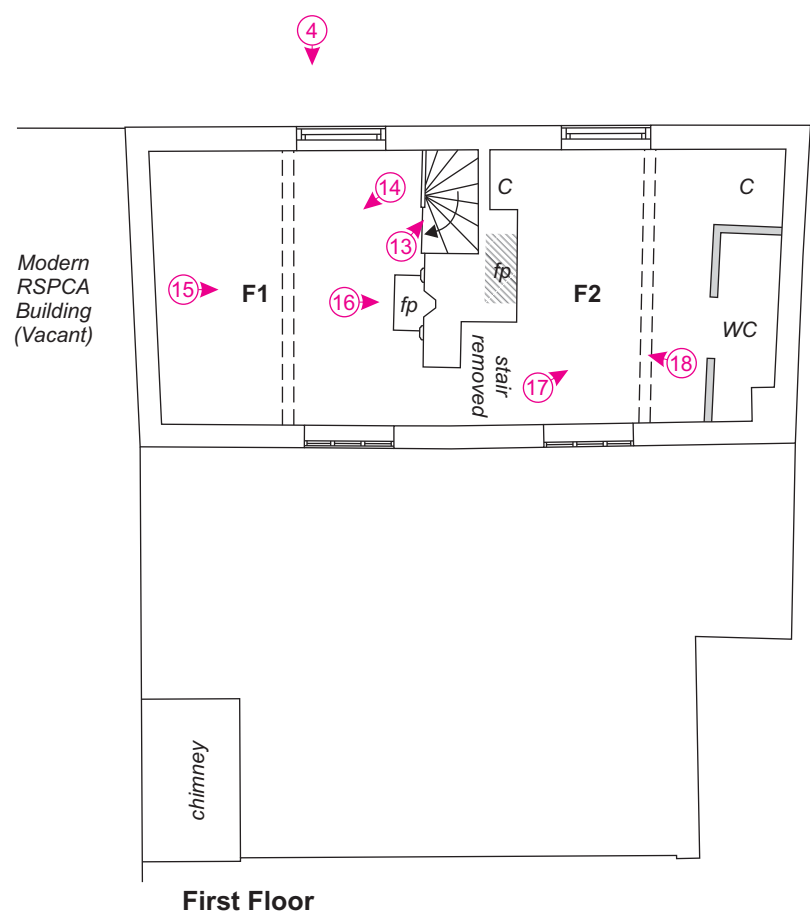 4
14
C
C
13
Modern
RSPCA
Building
(Vacant)
15
F1
16
fp
fp
F2
WC
stair
removed
17
18
chimney
First Floor